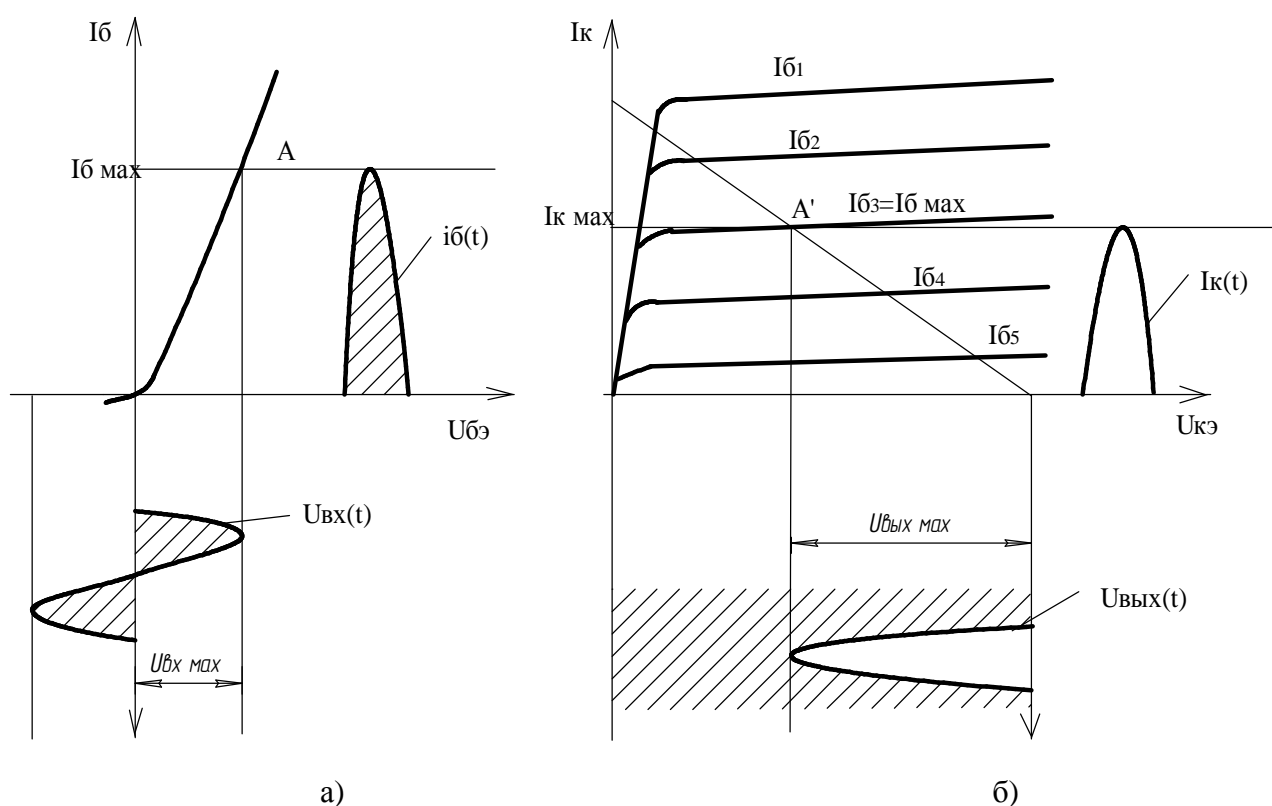 Iб
Iб мах
A
iб(t)
Uбэ
Uвх(t)
Uвх мах
а)
Iк
Iб1
Iб2
Iк мах
A'
Iб3=Iб мах
Iб4
Iб5
Iк(t)
Uкэ
Uвых мах
Uвых(t)
б)